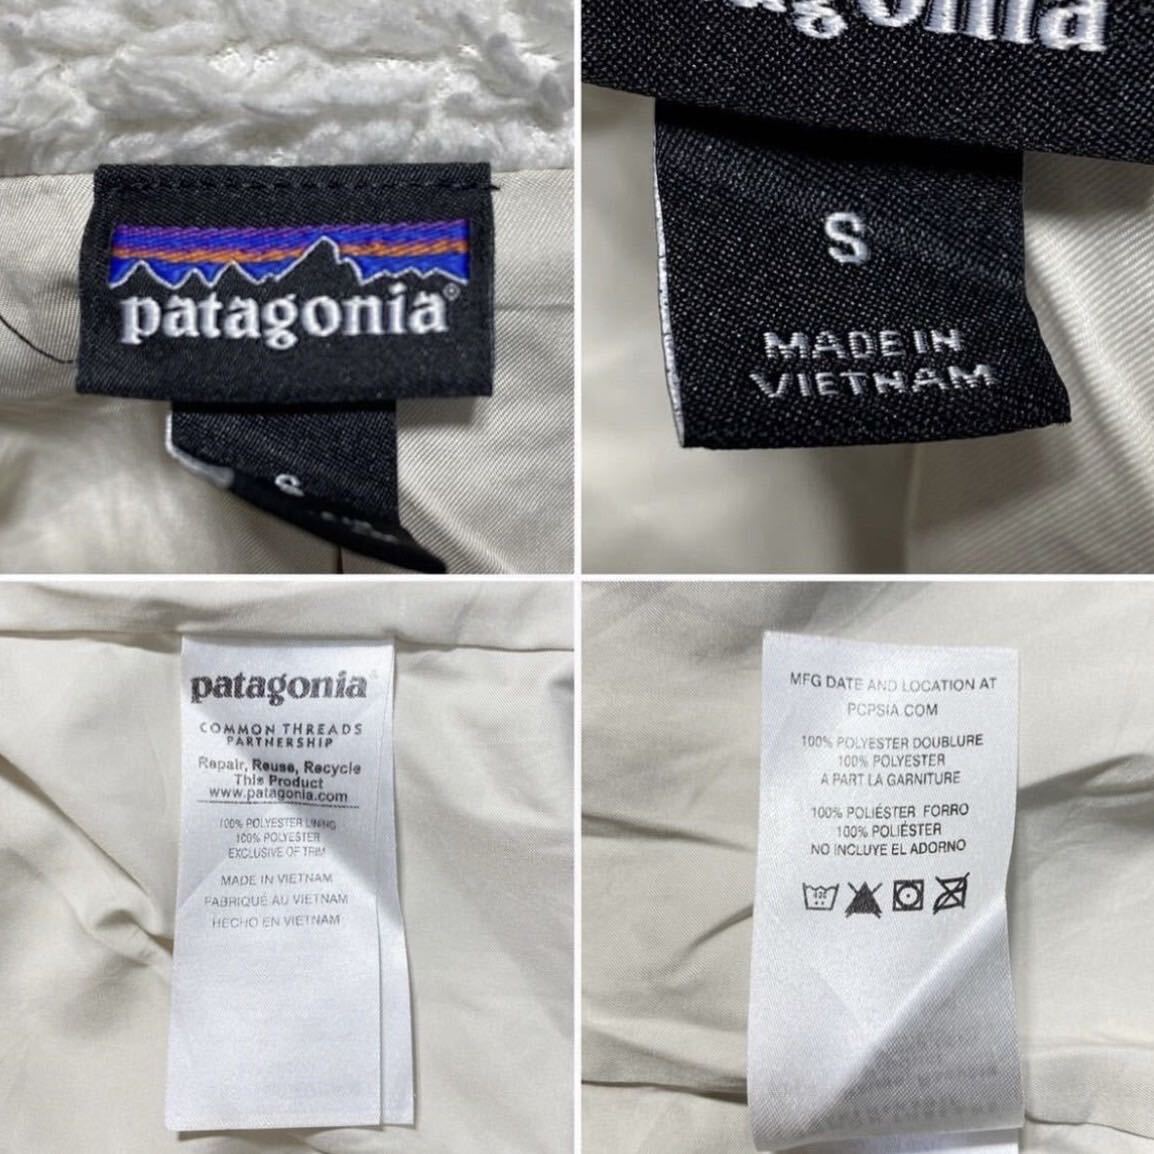 patagonia®
S
patagonia
S
MADE IN
VIETNAM
patagonia®
COMMON THREADS
PARTNERSHIP
Repair, Reuse, Recycle
This Product
www.patagonia.com
100% POLYESTER LINING
100% POLYESTER
EXCLUSIVE OF TRIM
MADE IN VIETNAM
FABRIQUÉ AU VIETNAM
HECHO EN VIETNAM
MFG DATE AND LOCATION AT
PCPSIA.COM
100% POLYESTER DOUBLURE
100% POLYESTER
A PART LA GARNITURE
100% POLIÉSTER FORRO
100% POLIÉSTER
NO INCLUYE EL ADORNO